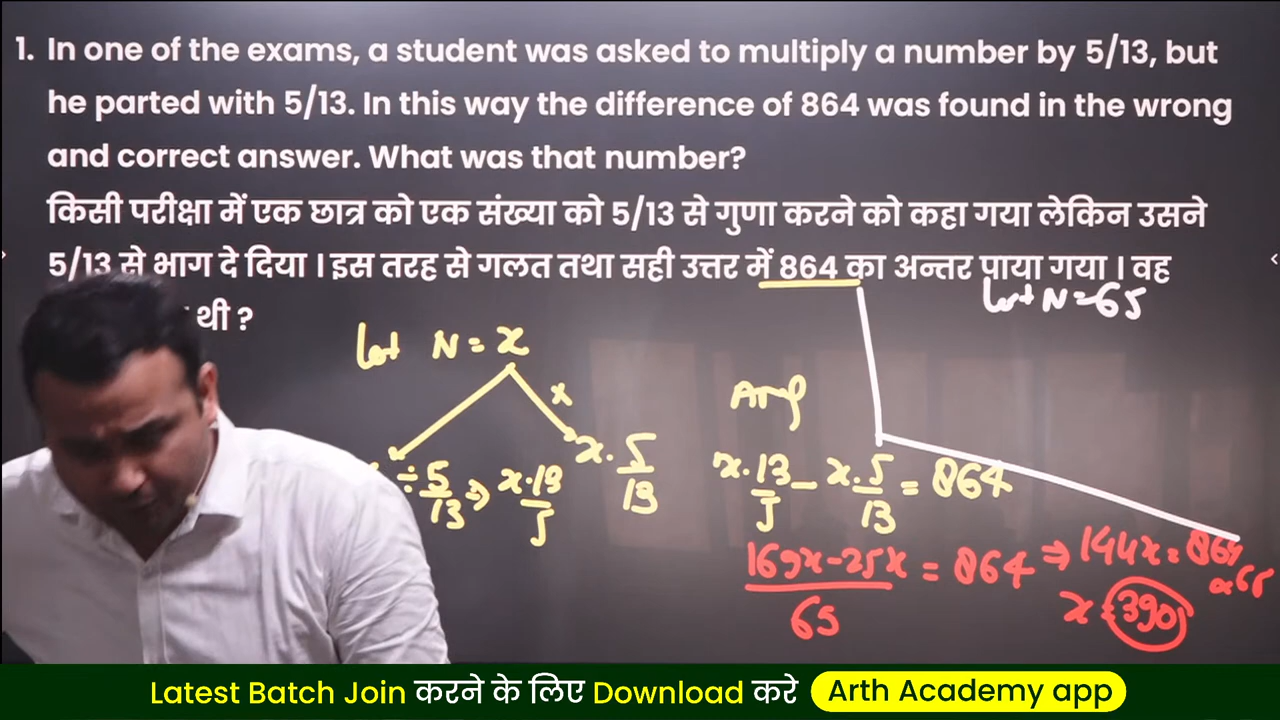 1. In one of the exams, a student was asked to multiply a number by 5/13, but
he parted with 5/13. In this way the difference of 864 was found in the wrong
and correct answer. What was that number?
किसी परीक्षा में एक छात्र को एक संख्या को 5/13 से गुणा करने को कहा गया लेकिन उसने
5/13 से भाग दे दिया । इस तरह से गलत तथा सही उत्तर में 864 का अन्तर पाया गया । वह
थी ?
Let N = 65
Let N = x
×
÷ 5/13 ⇒ x·13/5
x·5/13
x·13/5 - x·5/13 = 864
169x-25x/65 = 864 ⇒ 144x = 864
×65
x = 390
Latest Batch Join करने के लिए Download करे Arth Academy app